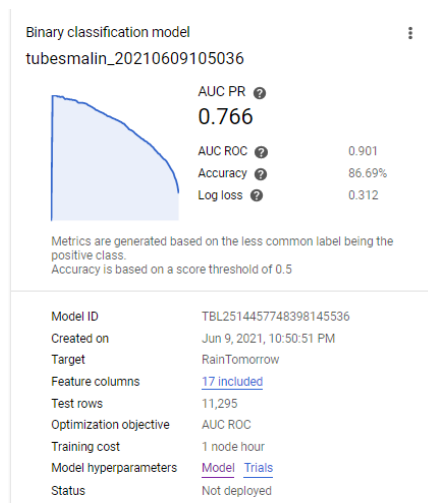 Binary classification model
tubesmalin_20210609105036
AUC PR
0.766
AUC ROC 0.901
Accuracy 86.69%
Log loss 0.312
Metrics are generated based on the less common label being the
positive class.
Accuracy is based on a score threshold of 0.5
Model ID TBL2514457748398145536
Created on Jun 9, 2021, 10:50:51 PM
Target RainTomorrow
Feature columns 17 included
Test rows 11,295
Optimization objective AUC ROC
Training cost 1 node hour
Model hyperparameters Model Trials
Status Not deployed